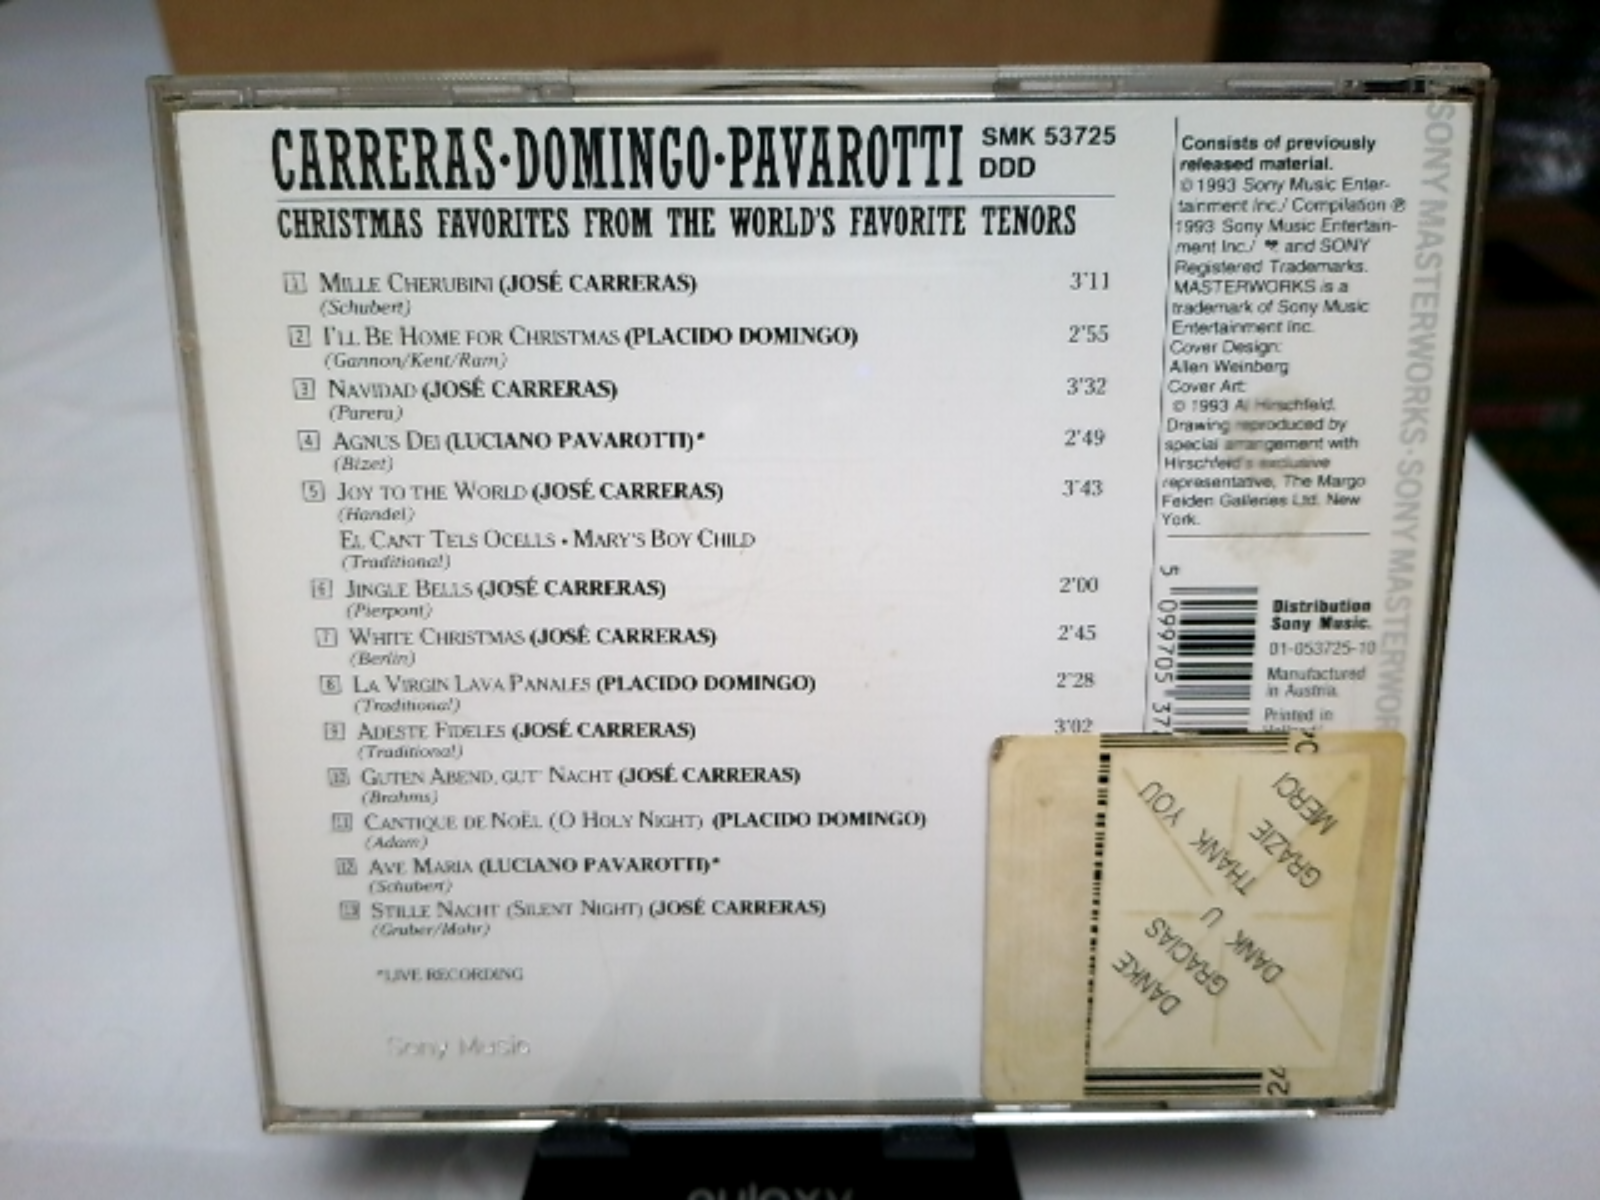 CARRERAS·DOMINGO·PAVAROTTI
SMK 53725
DDD
CHRISTMAS FAVORITES FROM THE WORLD'S FAVORITE TENORS
1 MILLE CHERUBINI (JOSÉ CARRERAS) 3'11
(Schubert)
2 I'LL BE HOME FOR CHRISTMAS (PLACIDO DOMINGO) 2'55
(Gannon/Kent/Ram)
3 NAVIDAD (JOSÉ CARRERAS) 3'32
(Parera)
4 AGNUS DEI (LUCIANO PAVAROTTI)* 2'49
(Bizet)
5 JOY TO THE WORLD (JOSÉ CARRERAS) 3'43
(Handel)
EL CANT TELS OCELLS • MARY'S BOY CHILD
(Traditional)
6 JINGLE BELLS (JOSÉ CARRERAS) 2'00
(Pierpont)
7 WHITE CHRISTMAS (JOSÉ CARRERAS) 2'45
(Berlin)
8 LA VIRGIN LAVA PANALES (PLACIDO DOMINGO) 2'28
(Traditional)
9 ADESTE FIDELES (JOSÉ CARRERAS) 3'02
(Traditional)
10 GUTEN ABEND, GUT' NACHT (JOSÉ CARRERAS)
(Brahms)
11 CANTIQUE DE NOËL (O HOLY NIGHT) (PLACIDO DOMINGO)
(Adam)
12 AVE MARIA (LUCIANO PAVAROTTI)*
(Schubert)
13 STILLE NACHT (SILENT NIGHT) (JOSÉ CARRERAS)
(Gruber/Mohr)
*LIVE RECORDING
Sony Music
Consists of previously
released material.
© 1993 Sony Music Enter-
tainment Inc./ Compilation ℗
1993 Sony Music Entertain-
ment Inc./ and SONY
Registered Trademarks.
MASTERWORKS is a
trademark of Sony Music
Entertainment Inc.
Cover Design:
Allen Weinberg
Cover Art:
© 1993 Al Hirschfeld.
Drawing reproduced by
special arrangement with
Hirschfeld's exclusive
representative, The Margo
Feiden Galleries Ltd. New
York.
5 099705 37
Distribution
Sony Music.
01-053725-10
Manufactured
in Austria.
Printed in
SONY MASTERWORKS·SONY MASTERWOR
MERCI
GRAZIE
THANK YOU
DANK U
GRACIAS
DANKE